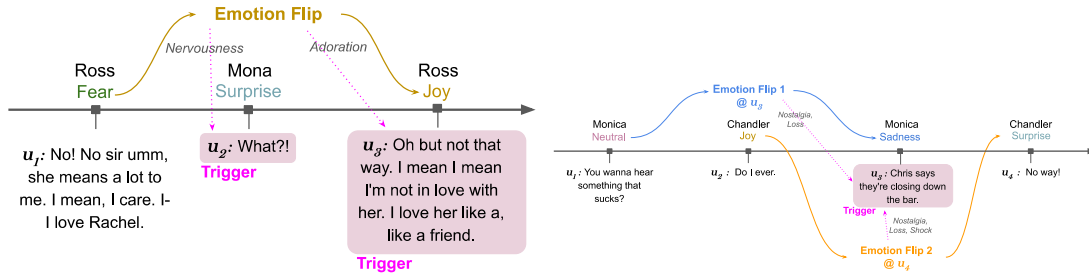 Emotion Flip
Nervousness
Adoration
Ross
Fear
Mona
Surprise
Ross
Joy
u1: No! No sir umm,
she means a lot to
me. I mean, I care. I-
I love Rachel.
u2: What?!
Trigger
u3: Oh but not that
way. I mean I mean
I'm not in love with
her. I love her like a,
like a friend.
Trigger
Emotion Flip 1
@ u3
Nostalgia,
Loss
Monica
Neutral
Chandler
Joy
Monica
Sadness
Chandler
Surprise
u1: You wanna hear
something that
sucks?
u2: Do I ever.
u3: Chris says
they're closing down
the bar.
Trigger
u4: No way!
Nostalgia,
Loss, Shock
Emotion Flip 2
@ u4